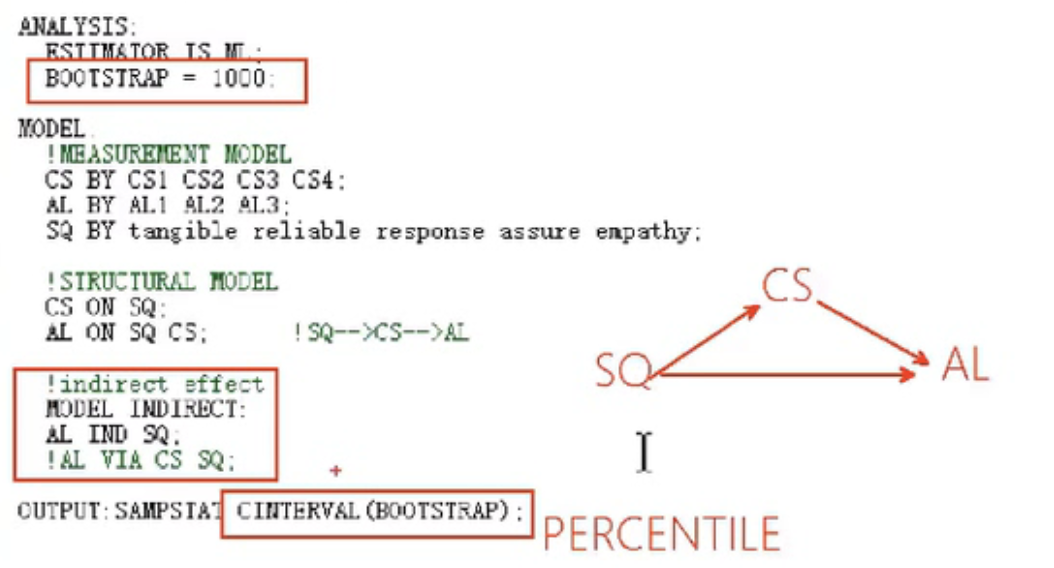 ANALYSIS:
ESTIMATOR IS ML;
BOOTSTRAP = 1000;
MODEL:
!MEASUREMENT MODEL
CS BY CS1 CS2 CS3 CS4;
AL BY AL1 AL2 AL3;
SQ BY tangible reliable response assure empathy;
!STRUCTURAL MODEL
CS ON SQ;
AL ON SQ CS; !SQ-->CS-->AL
CS
SQ
AL
!indirect effect
MODEL INDIRECT:
AL IND SQ;
!AL VIA CS SQ;
OUTPUT:SAMPSTAT CINTERVAL(BOOTSTRAP);
PERCENTILE